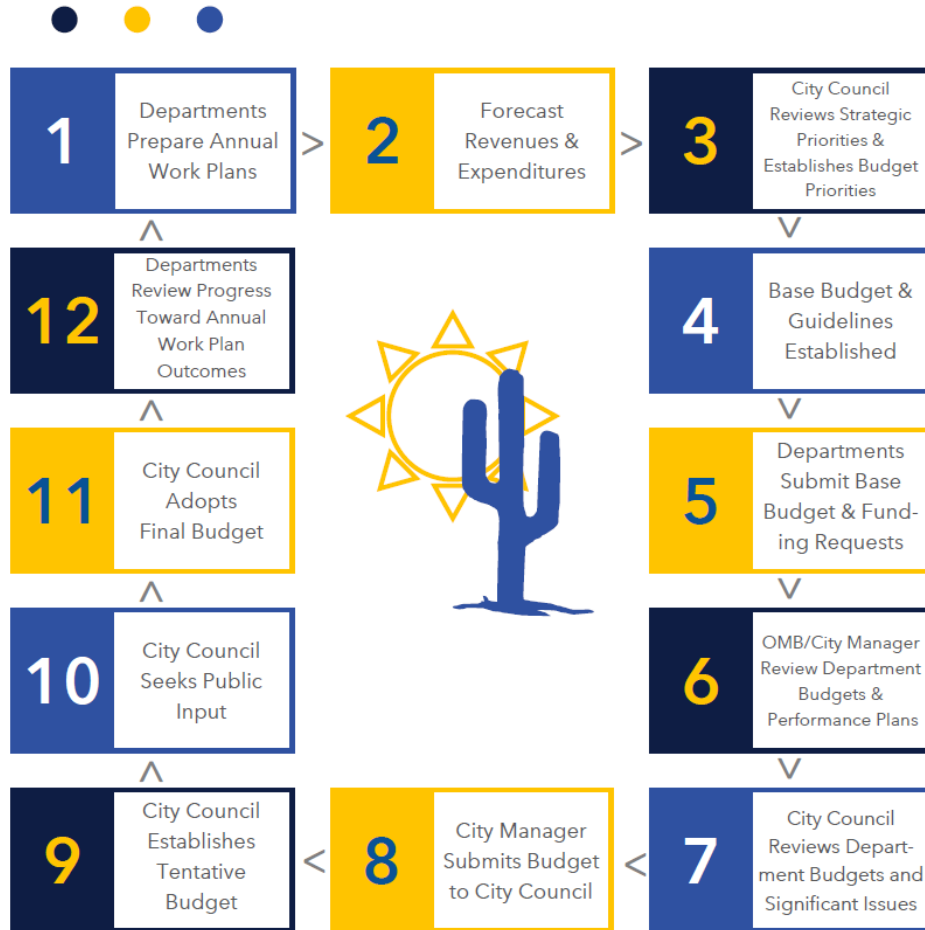 1
Departments
Prepare Annual
Work Plans
>
2
Forecast
Revenues &
Expenditures
>
3
City Council
Reviews Strategic
Priorities &
Establishes Budget
Priorities
>
4
Base Budget &
Guidelines
Established
>
5
Departments
Submit Base
Budget & Fund-
ing Requests
>
6
OMB/City Manager
Review Department
Budgets &
Performance Plans
>
7
City Council
Reviews Depart-
ment Budgets and
Significant Issues
<
8
City Manager
Submits Budget
to City Council
<
9
City Council
Establishes
Tentative
Budget
>
10
City Council
Seeks Public
Input
>
11
City Council
Adopts
Final Budget
>
12
Departments
Review Progress
Toward Annual
Work Plan
Outcomes
>